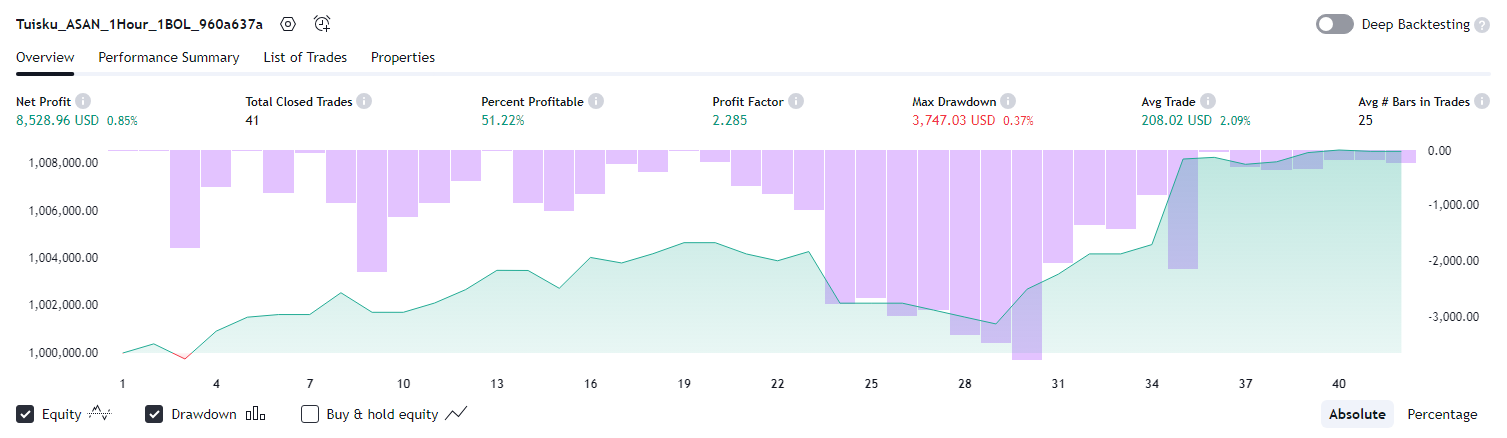 Tuisku_ASAN_1Hour_1BOL_960a637a Deep Backtesting ?
Overview Performance Summary List of Trades Properties
Net Profit Total Closed Trades Percent Profitable Profit Factor Max Drawdown Avg Trade Avg # Bars in Trades
8,528.96 USD 0.85% 41 51.22% 2.285 3,747.03 USD 0.37% 208.02 USD 2.09% 25
1,008,000.00 0.00
1,006,000.00 -1,000.00
1,004,000.00 -2,000.00
1,002,000.00 -3,000.00
1,000,000.00
1 4 7 10 13 16 19 22 25 28 31 34 37 40
Equity Drawdown Buy & hold equity Absolute Percentage